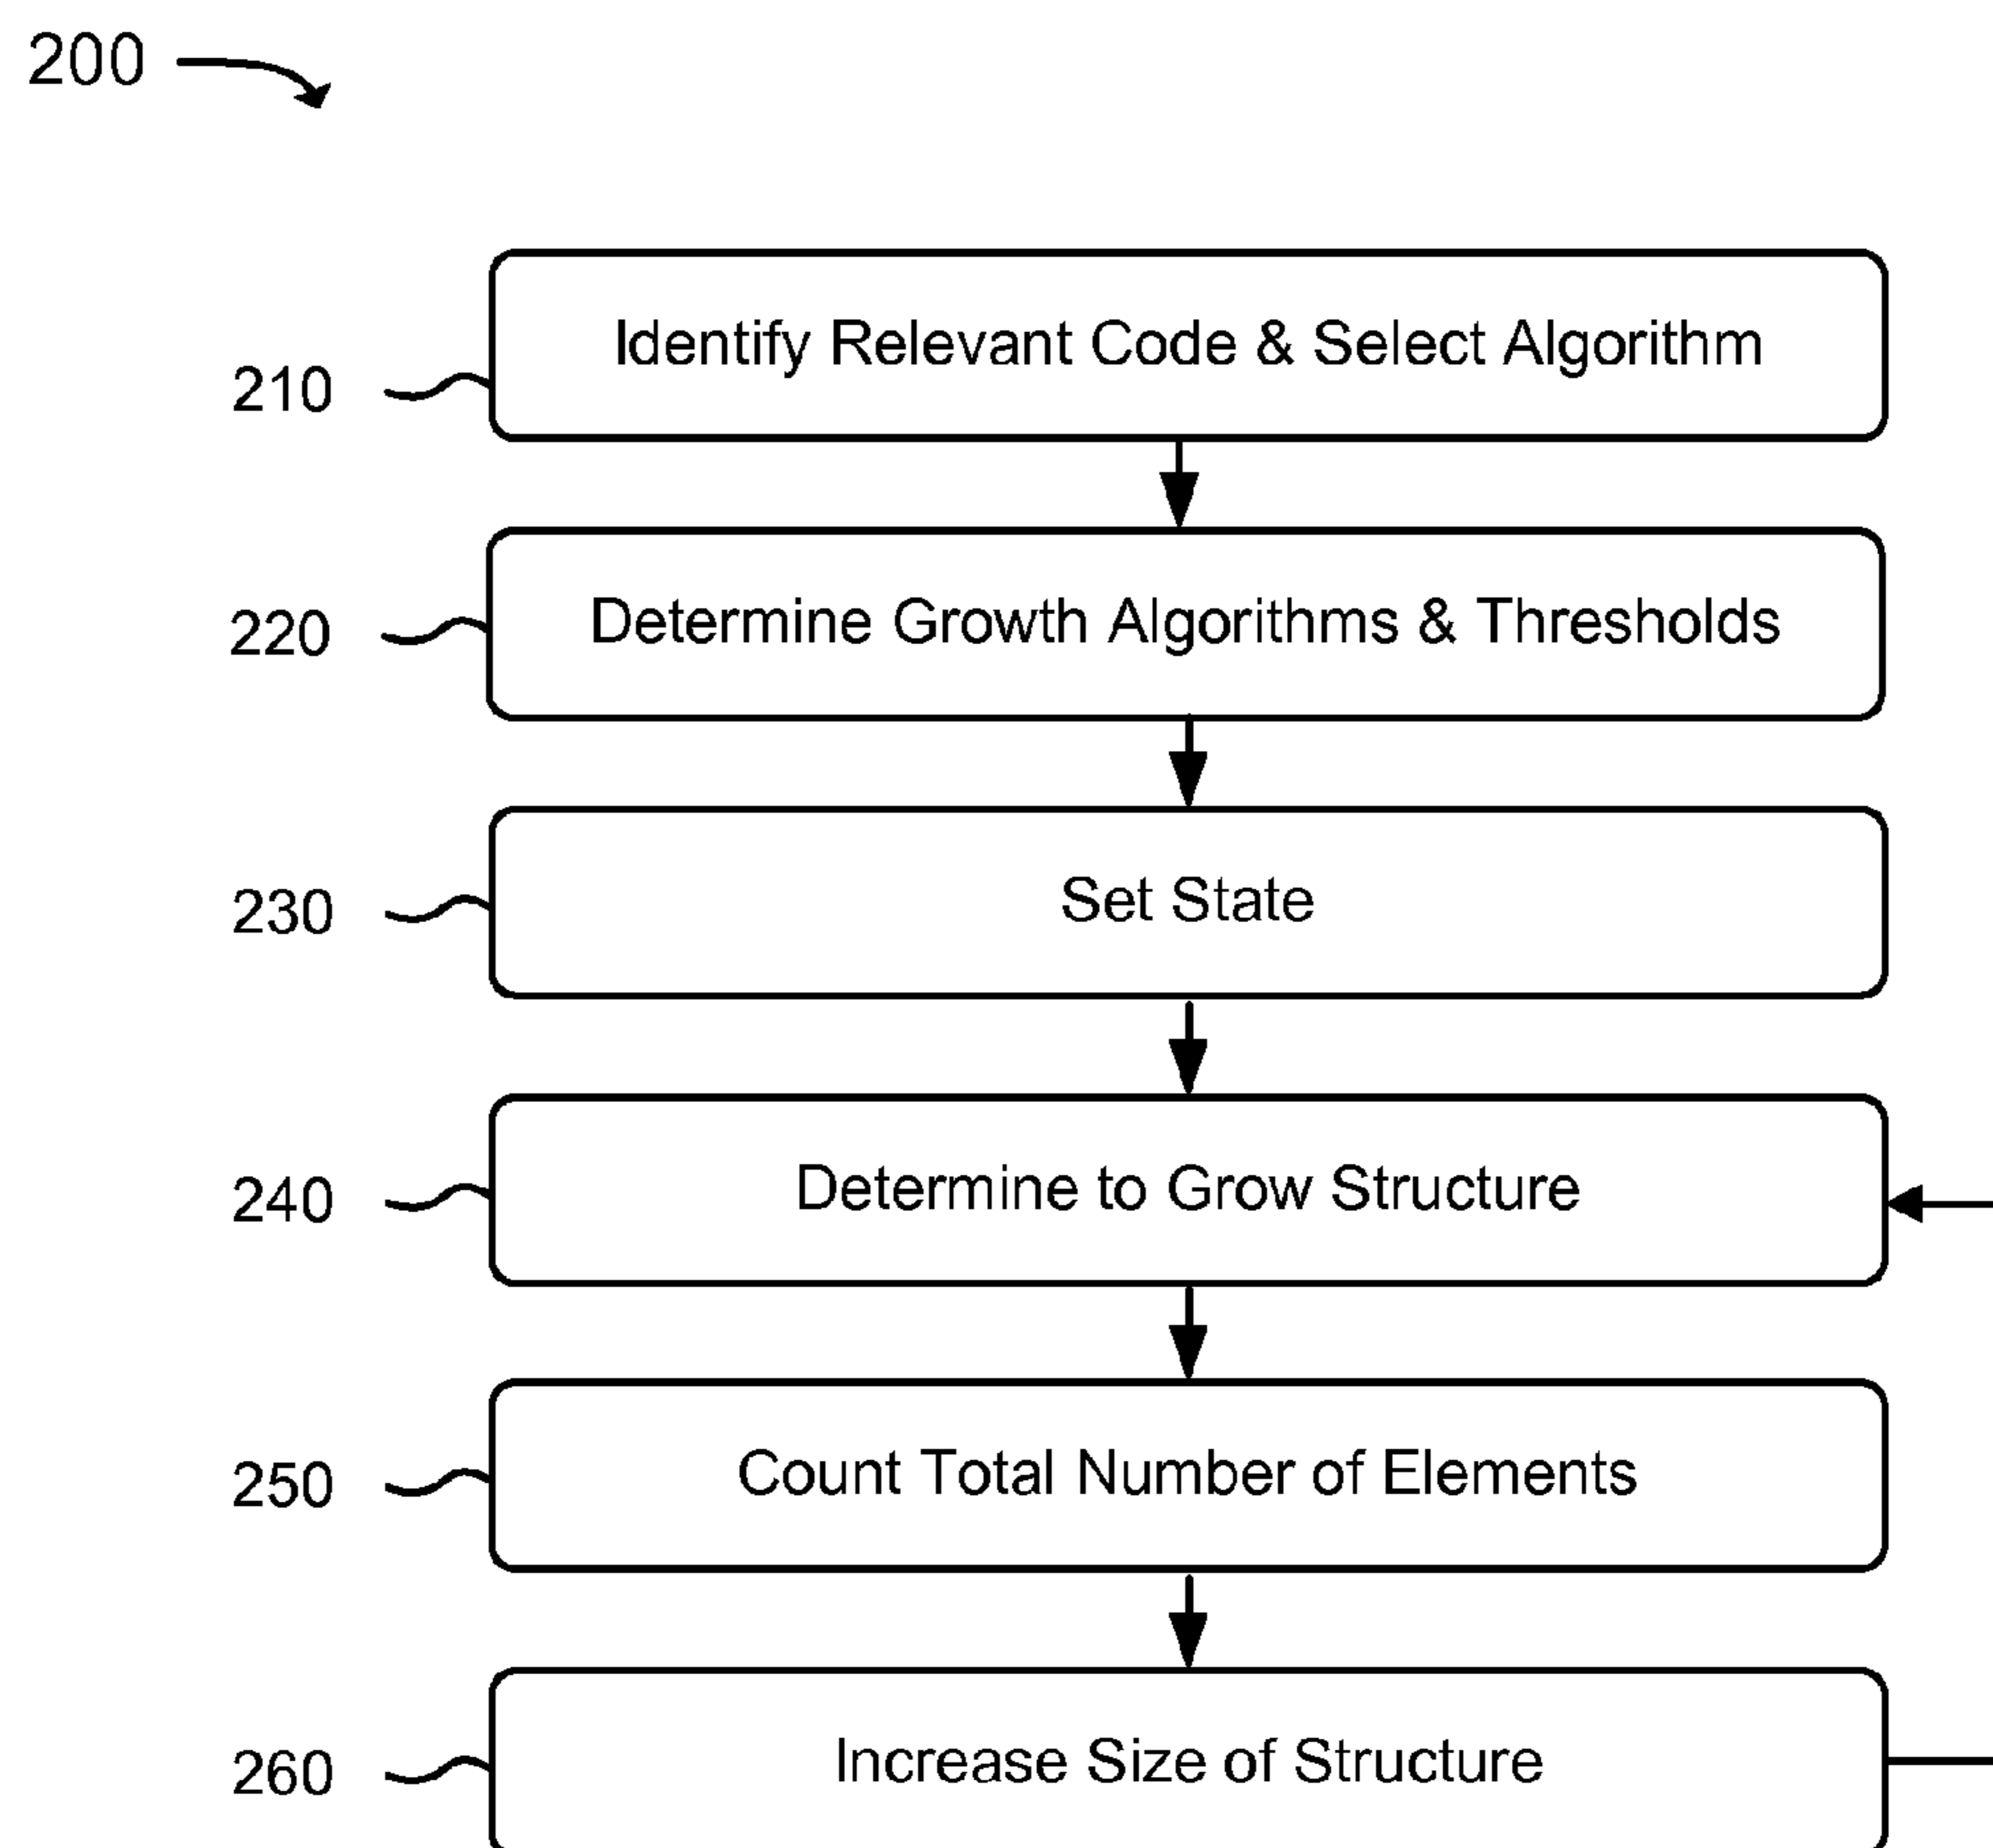 200
Identify Relevant Code & Select Algorithm
210
Determine Growth Algorithms & Thresholds
220
Set State
230
Determine to Grow Structure
240
Count Total Number of Elements
250
Increase Size of Structure
260